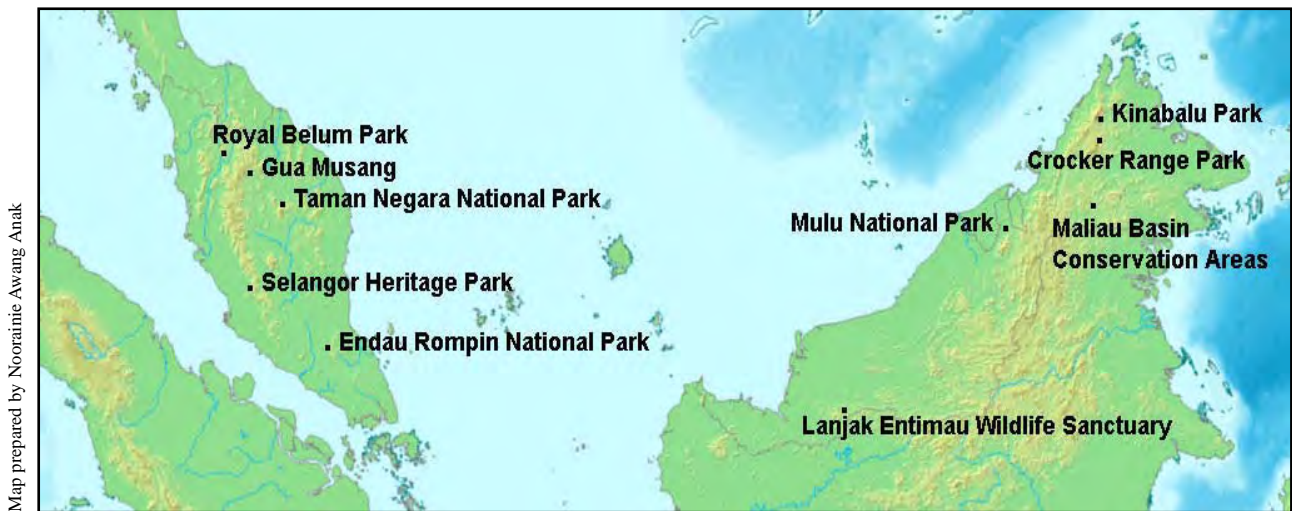 Map prepared by Noorainie Awang Anak
Royal Belum Park
Gua Musang
Taman Negara National Park
Selangor Heritage Park
Endau Rompin National Park
Kinabalu Park
Crocker Range Park
Mulu National Park
Maliau Basin
Conservation Areas
Lanjak Entimau Wildlife Sanctuary